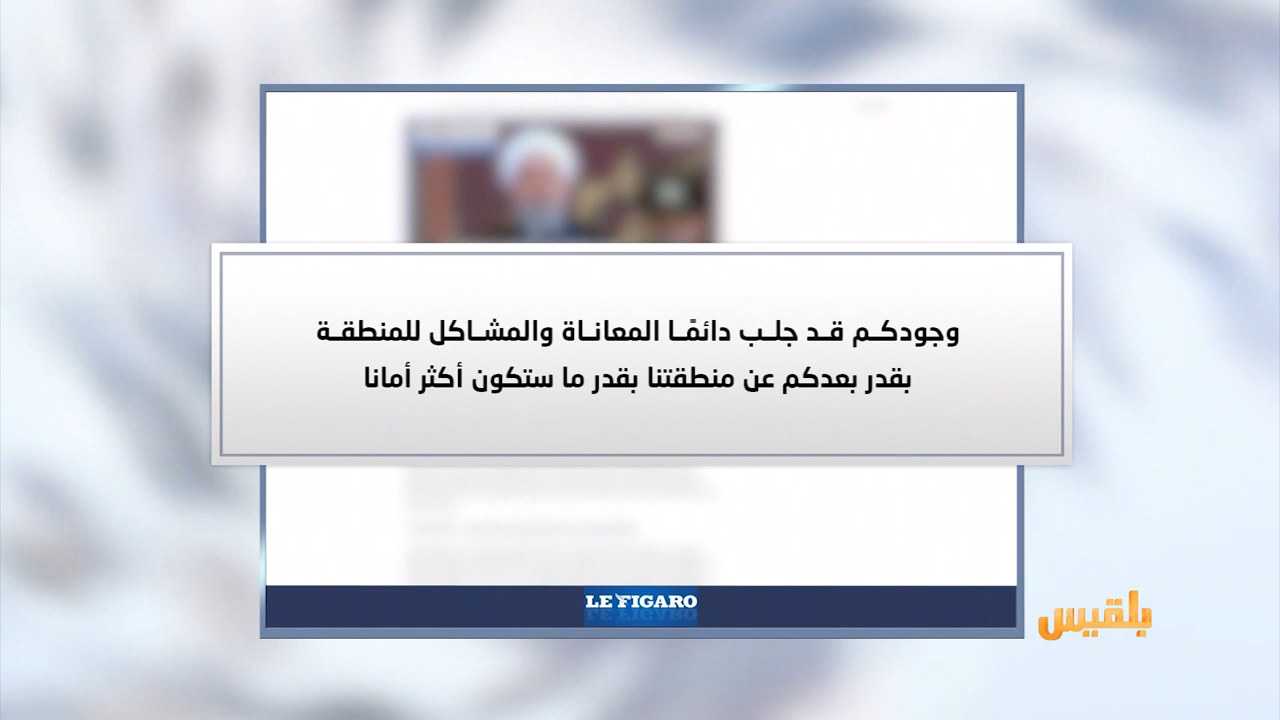 وجودكم قد جلب دائمًا المعاناة والمشاكل للمنطقة
بقدر بعدكم عن منطقتنا بقدر ما ستكون أكثر أمانا
LE FIGARO
بلقيس